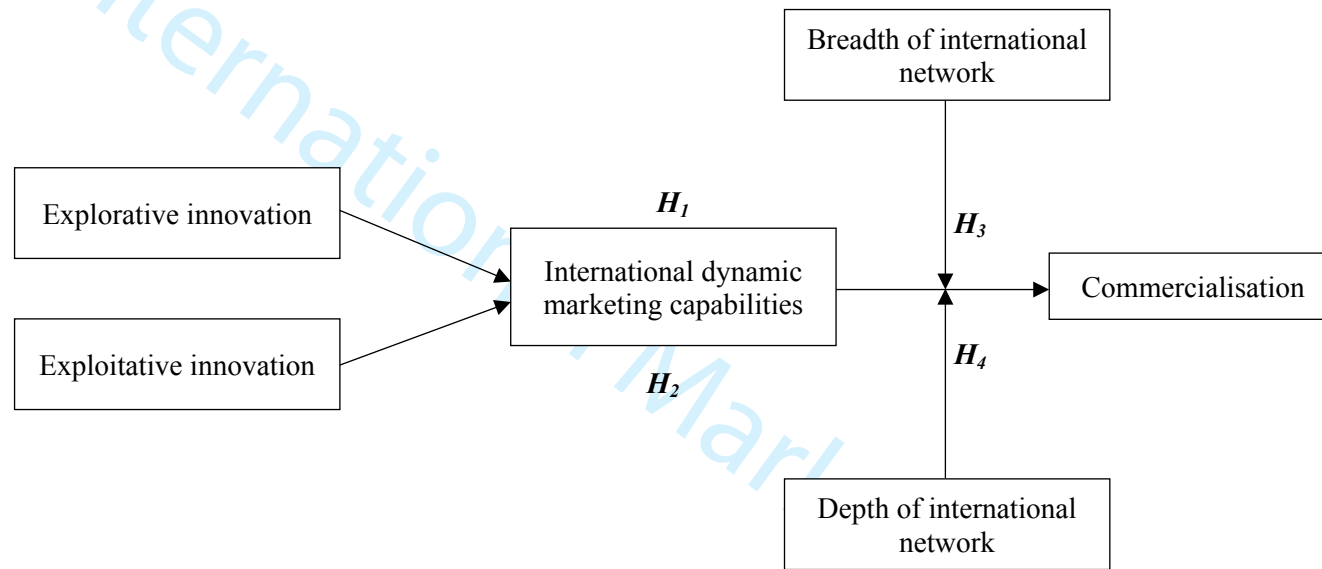 Breadth of international
network
Explorative innovation
H1
H3
International dynamic
marketing capabilities
Commercialisation
Exploitative innovation
H2
H4
Depth of international
network